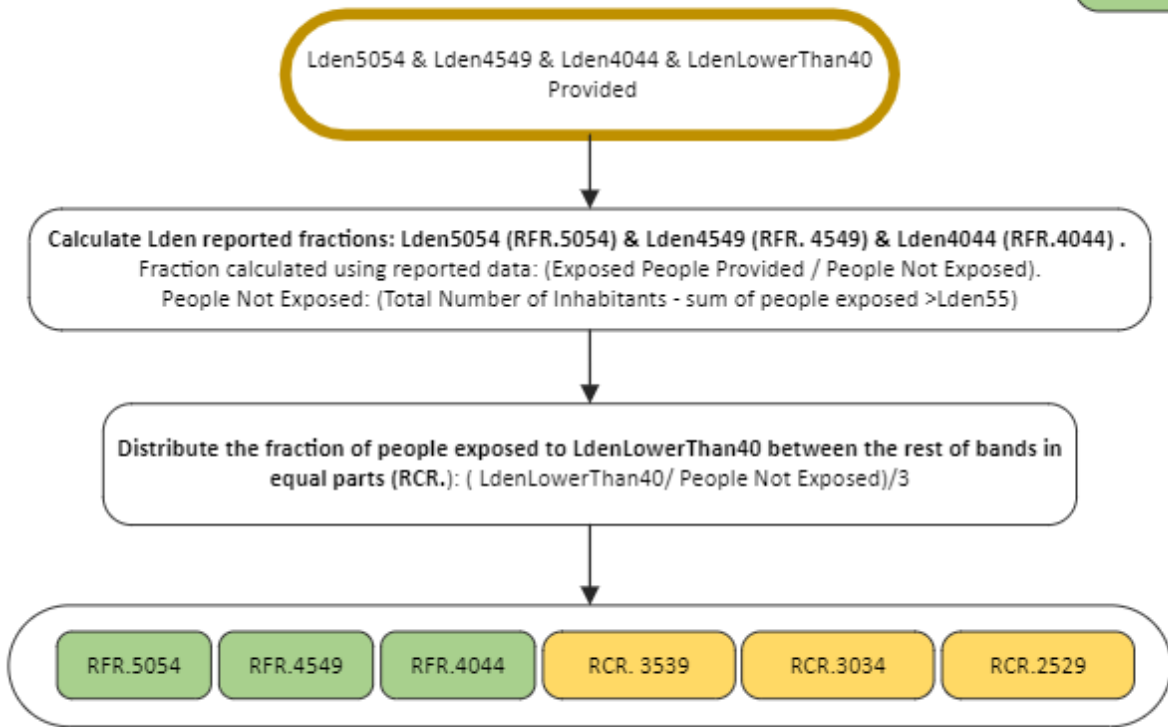 Lden5054 & Lden4549 & Lden4044 & LdenLowerThan40
Provided
Calculate Lden reported fractions: Lden5054 (RFR.5054) & Lden4549 (RFR. 4549) & Lden4044 (RFR.4044) .
Fraction calculated using reported data: (Exposed People Provided / People Not Exposed).
People Not Exposed: (Total Number of Inhabitants - sum of people exposed >Lden55)
Distribute the fraction of people exposed to LdenLowerThan40 between the rest of bands in
equal parts (RCR.): ( LdenLowerThan40/ People Not Exposed)/3
RFR.5054 RFR.4549 RFR.4044 RCR. 3539 RCR.3034 RCR.2529